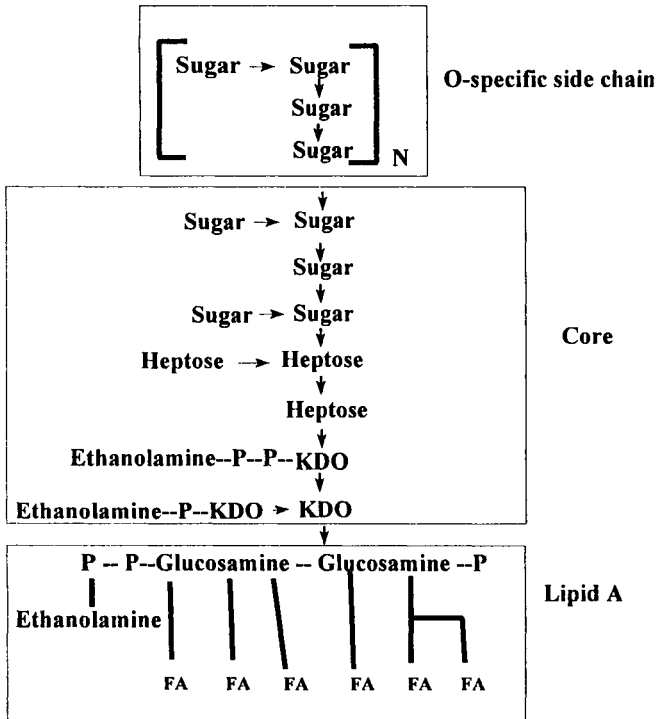 Sugar → Sugar
O-specific side chain
Sugar
Sugar
N
Sugar → Sugar
Sugar
Sugar → Sugar
Core
Heptose → Heptose
Heptose
Ethanolamine--P--P--KDO
Ethanolamine--P--KDO → KDO
P -- P--Glucosamine -- Glucosamine --P
Lipid A
Ethanolamine
FA FA FA FA FA FA